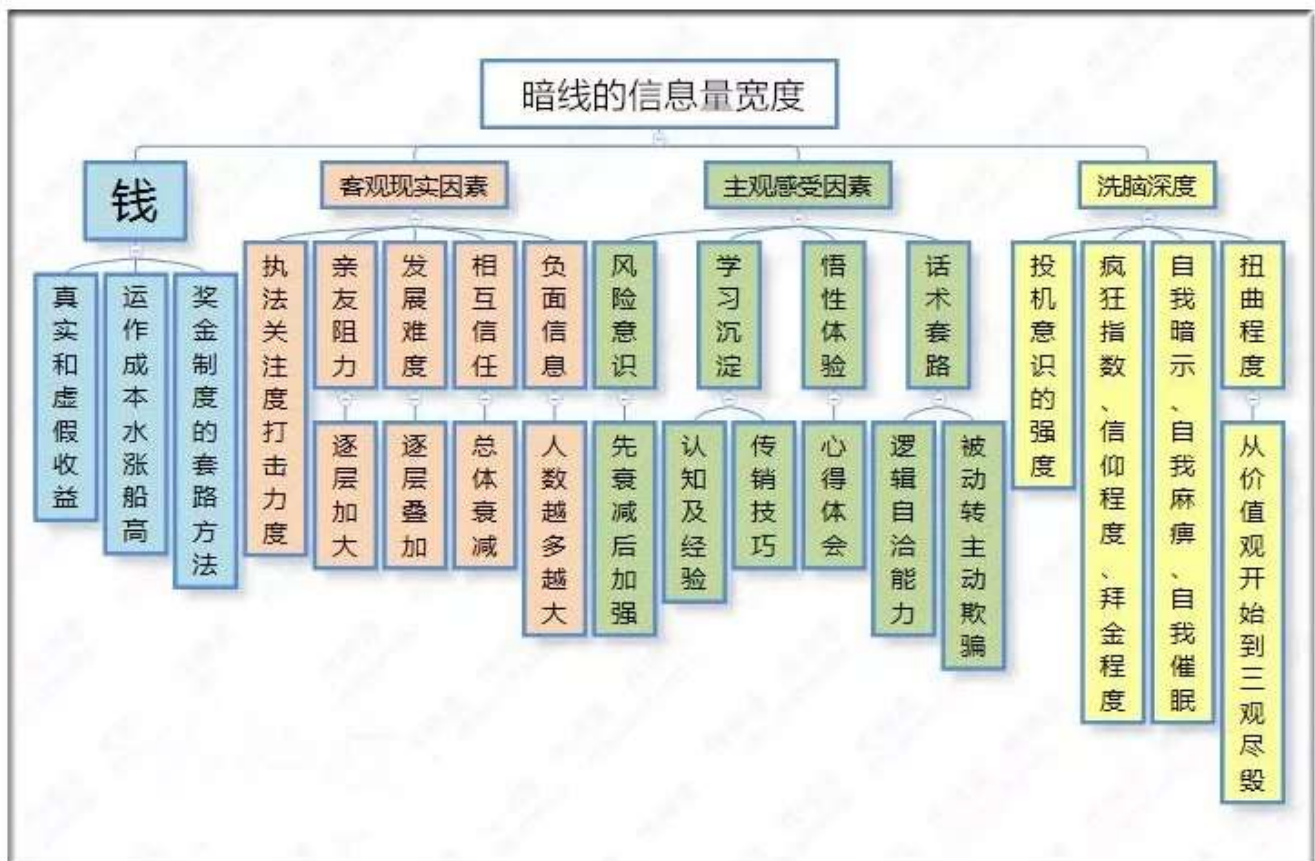 暗线的信息量宽度
钱
客观现实因素
主观感受因素
洗脑深度
真实和虚假收益
运作成本水涨船高
奖金制度的套路方法
执法关注度打击力度
亲友阻力
发展难度
相互信任
负面信息
风险意识
学习沉淀
悟性体验
话术套路
投机意识的强度
疯狂指数、信仰程度、拜金程度
自我暗示、自我麻痹、自我催眠
扭曲程度
逐层加大
逐层叠加
总体衰减
人数越多越大
先衰减后加强
认知及经验
传销技巧
心得体会
逻辑自洽能力
被动转主动欺骗
从价值观开始到三观尽毁